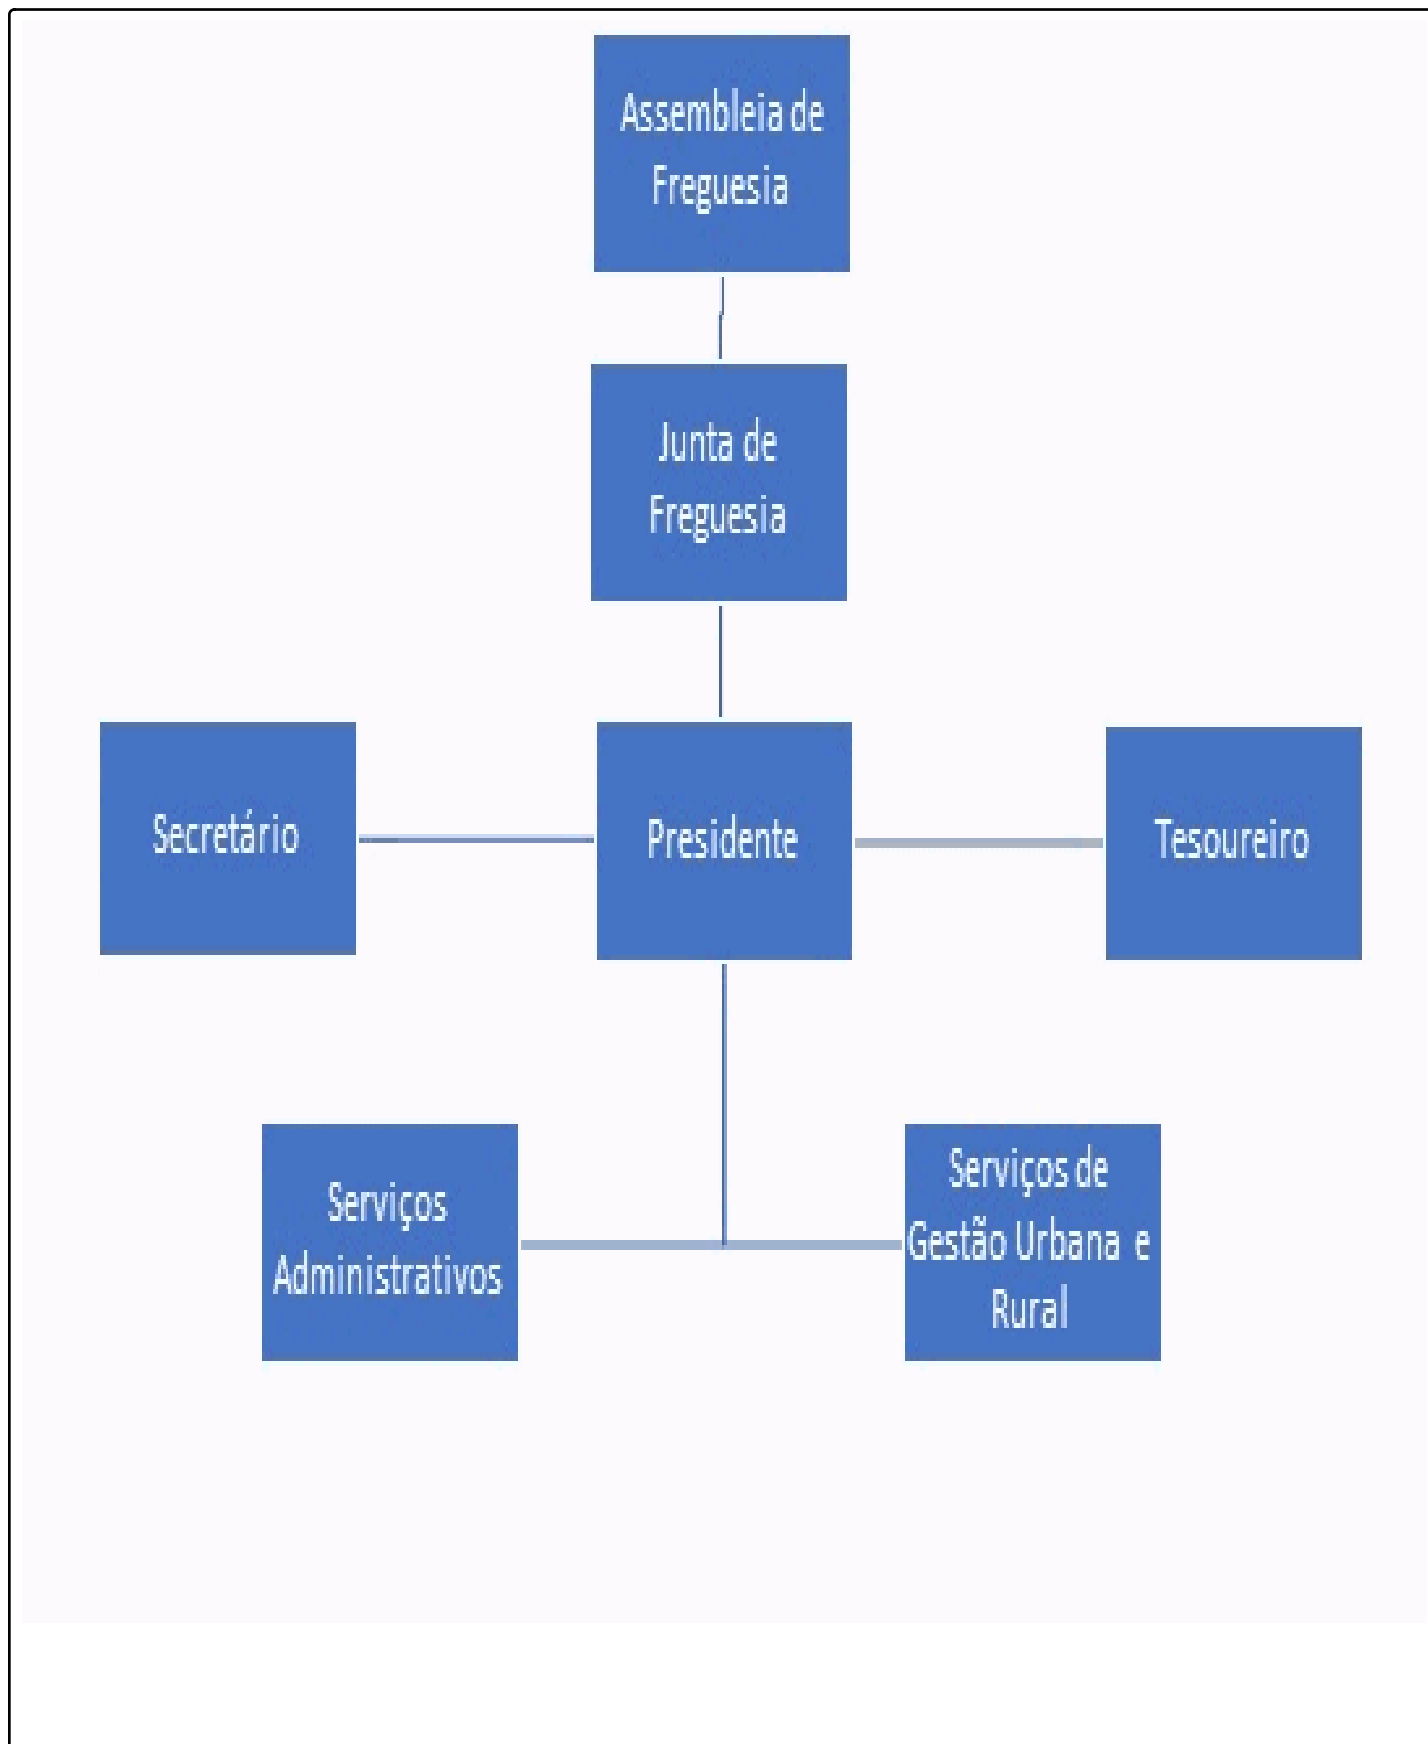 Assembleia de
Freguesia
Junta de
Freguesia
Secretário
Presidente
Tesoureiro
Serviços
Administrativos
Serviços de
Gestão Urbana e
Rural